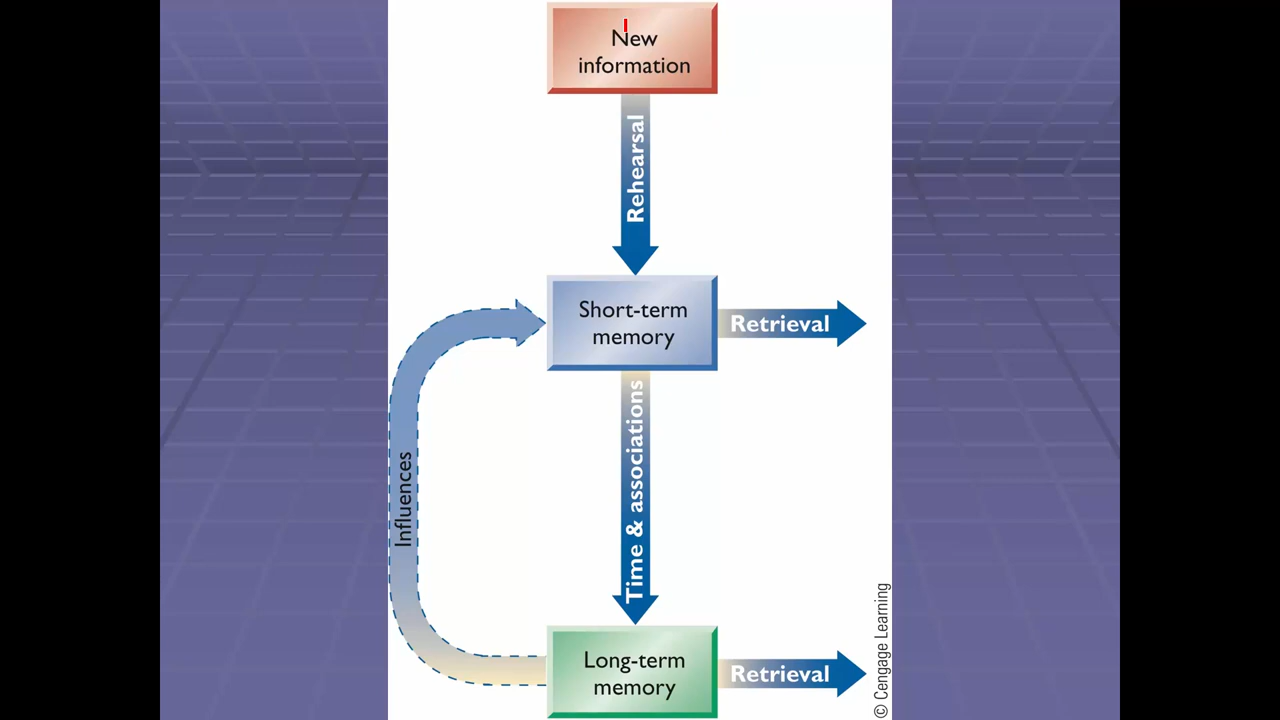 New
information
Rehearsal
Short-term
memory
Retrieval
Time & associations
Influences
Long-term
memory
Retrieval
© Cengage Learning